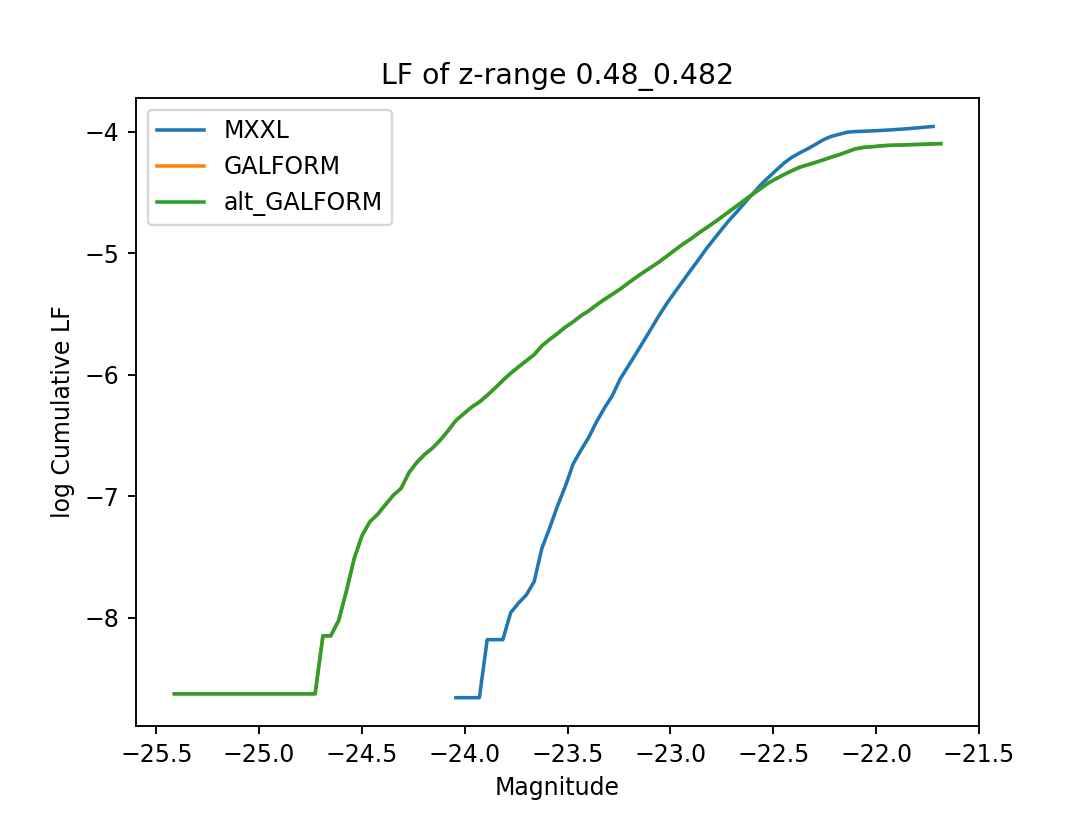 LF of z-range 0.48_0.482
MXXL
GALFORM
alt_GALFORM
log Cumulative LF
−4
−5
−6
−7
−8
−25.5 −25.0 −24.5 −24.0 −23.5 −23.0 −22.5 −22.0 −21.5
Magnitude